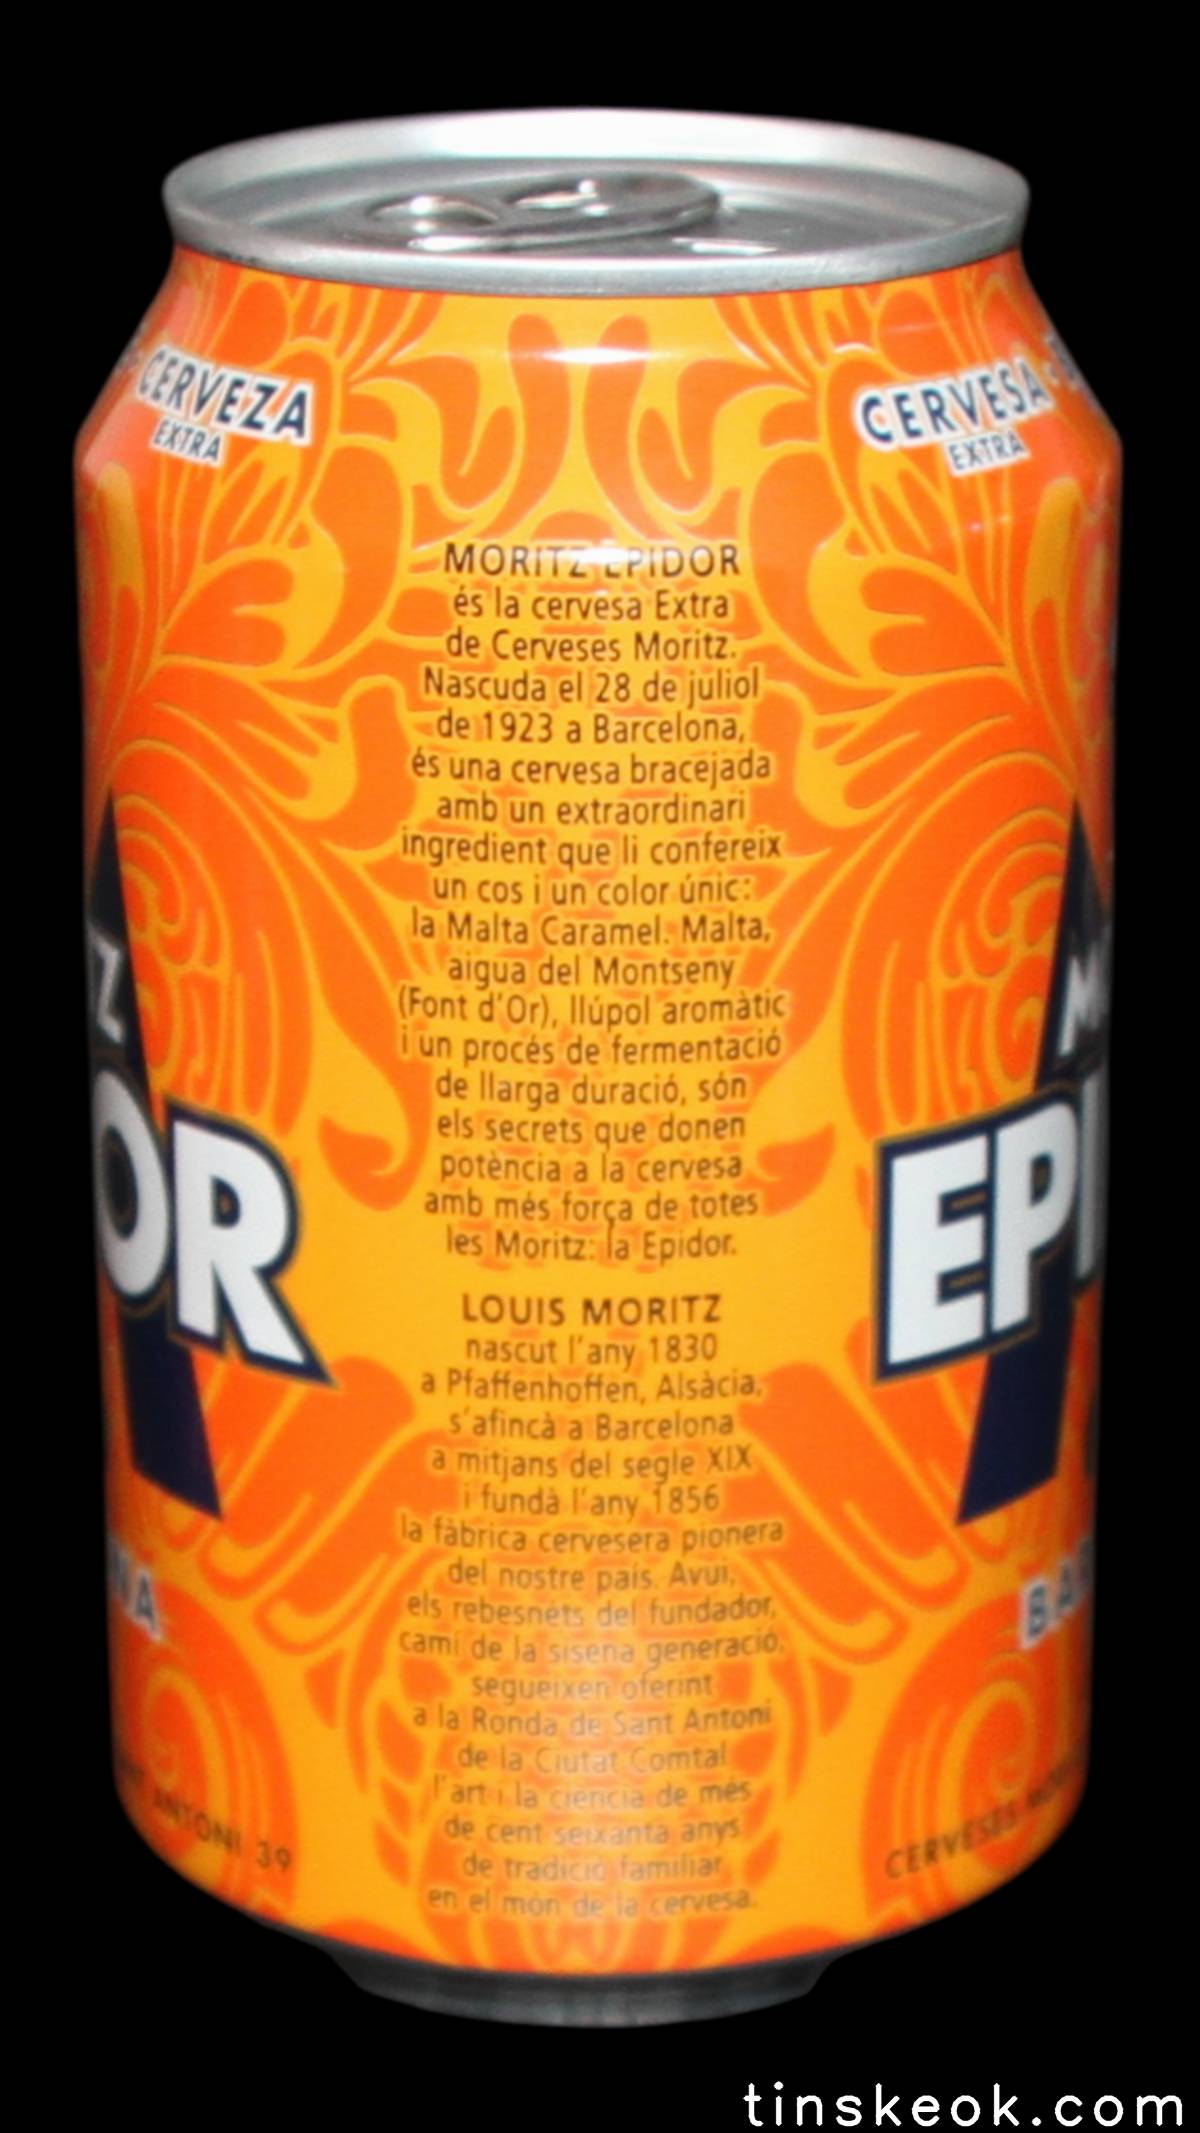 CERVEZA
EXTRA
CERVESA
EXTRA
MORITZ EPIDOR
és la cervesa Extra
de Cerveses Moritz.
Nascuda el 28 de juliol
de 1923 a Barcelona,
és una cervesa bracejada
amb un extraordinari
ingredient que li confereix
un cos i un color únic:
la Malta Caramel. Malta,
aigua del Montseny
(Font d'Or), llúpol aromàtic
i un procés de fermentació
de llarga duració, són
els secrets que donen
potència a la cervesa
amb més força de totes
les Moritz: la Epidor.
LOUIS MORITZ
nascut l'any 1830
a Pfaffenhoffen, Alsàcia,
s'afincà a Barcelona
a mitjans del segle XIX
i fundà l'any 1856
la fàbrica cervesera pionera
del nostre país. Avui,
els rebesnéts del fundador,
camí de la sisena generació,
segueixen oferint
a la Ronda de Sant Antoni
de la Ciutat Comtal
l'art i la ciència de més
de cent seixanta anys
de tradició familiar
en el món de la cervesa.
Z
OR
NA
ANTONI 39
M
EPI
BA
CERVESES MO
tinskeok.com